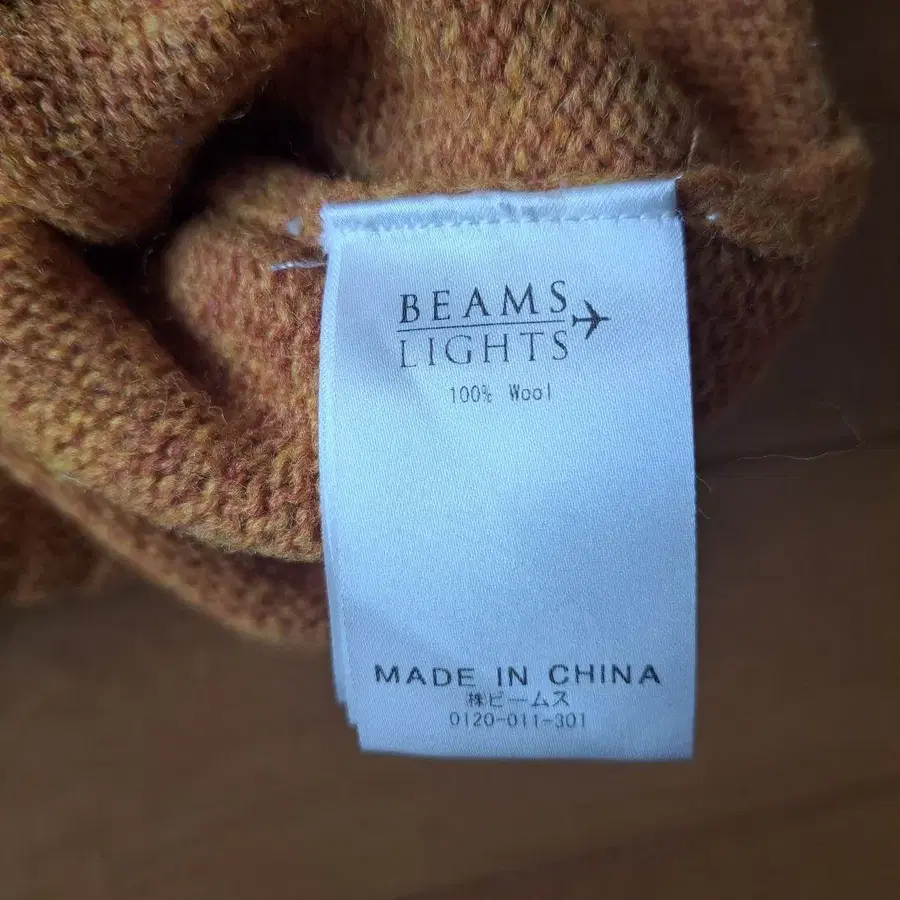 BEAMS
LIGHTS
100% Wool
MADE IN CHINA
㈱ビームス
0120-011-301